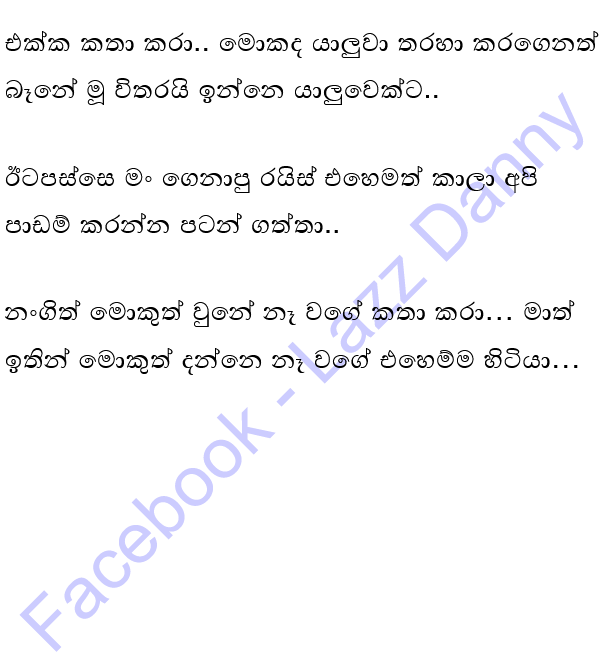 එක්ක කතා කරා.. මොකද යාලුවා තරහා කරගෙනත්
බෑනේ මූ විතරයි ඉන්නෙ යාලුවෙක්ට..
ඊටපස්සෙ මං ගෙනාපු රයිස් එහෙමත් කාලා අපි
පාඩම් කරන්න පටන් ගත්තා..
නංගිත් මොකුත් වුනේ නෑ වගේ කතා කරා… මාත්
ඉතින් මොකුත් දන්නෙ නෑ වගේ එහෙම්ම හිටියා…
Facebook - Lazz Danny